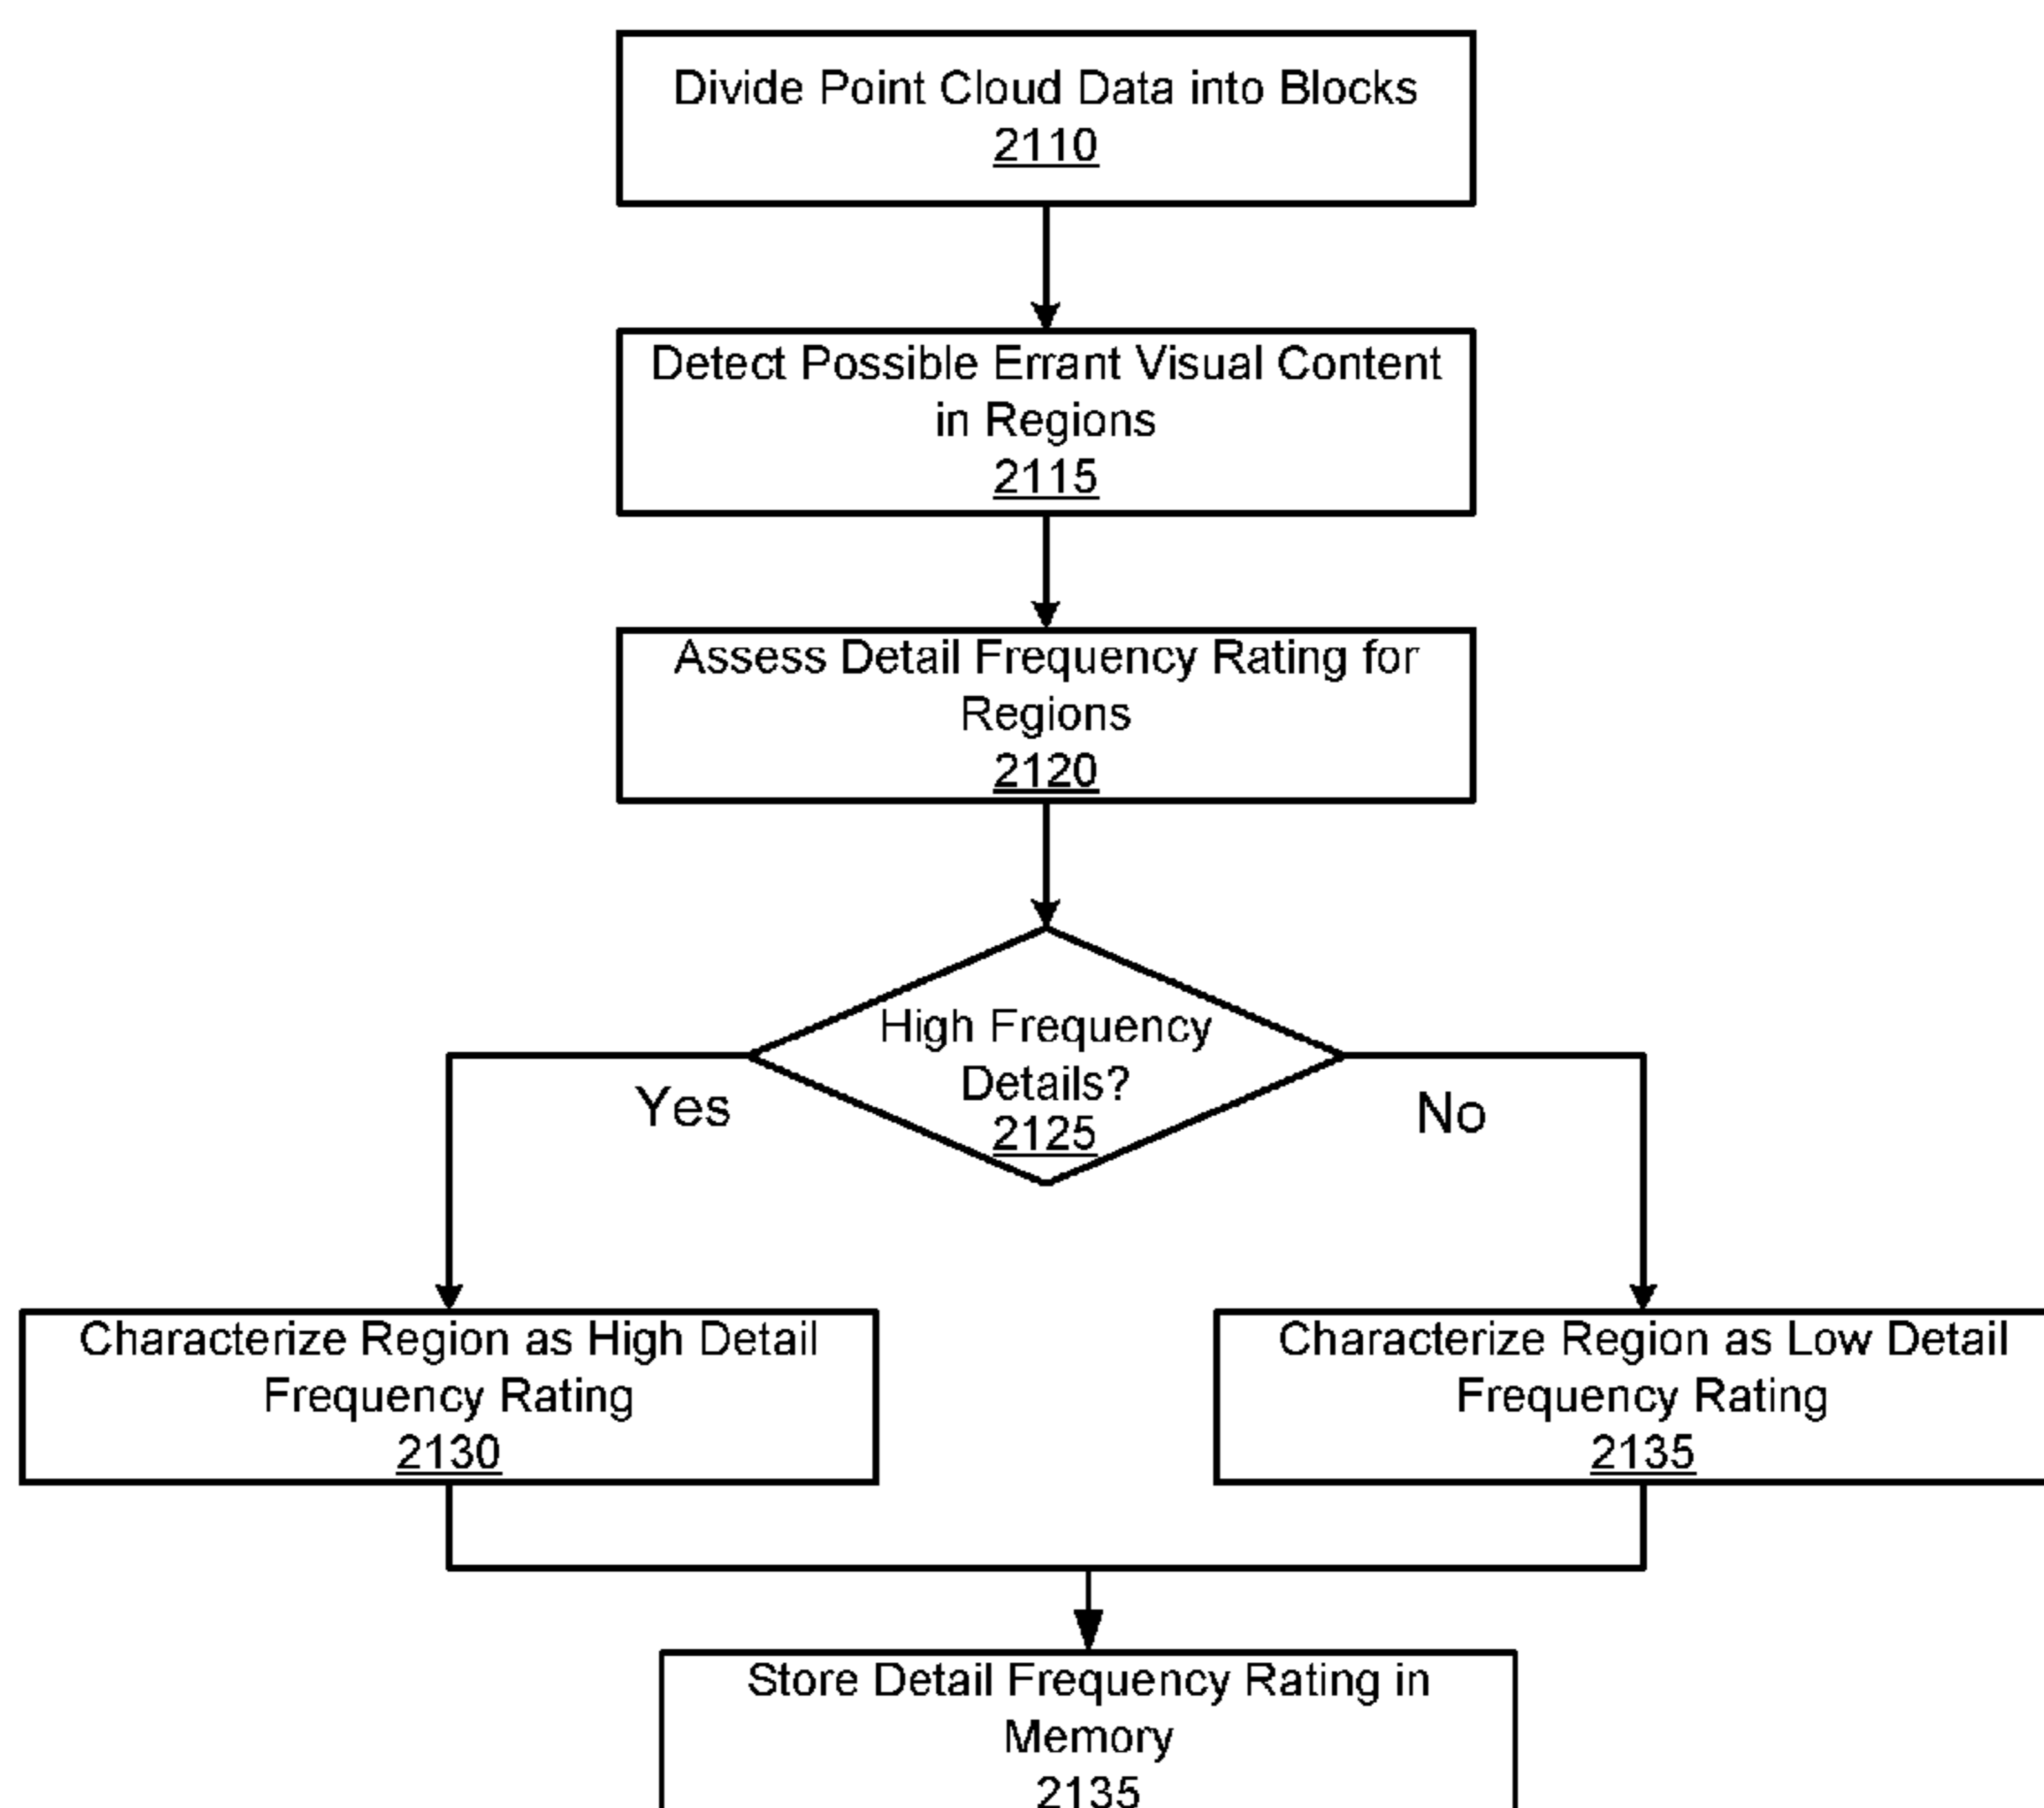 Divide Point Cloud Data into Blocks
2110
Detect Possible Errant Visual Content
in Regions
2115
Assess Detail Frequency Rating for
Regions
2120
High Frequency
Details?
2125
Yes
No
Characterize Region as High Detail
Frequency Rating
2130
Characterize Region as Low Detail
Frequency Rating
2135
Store Detail Frequency Rating in
Memory
2135